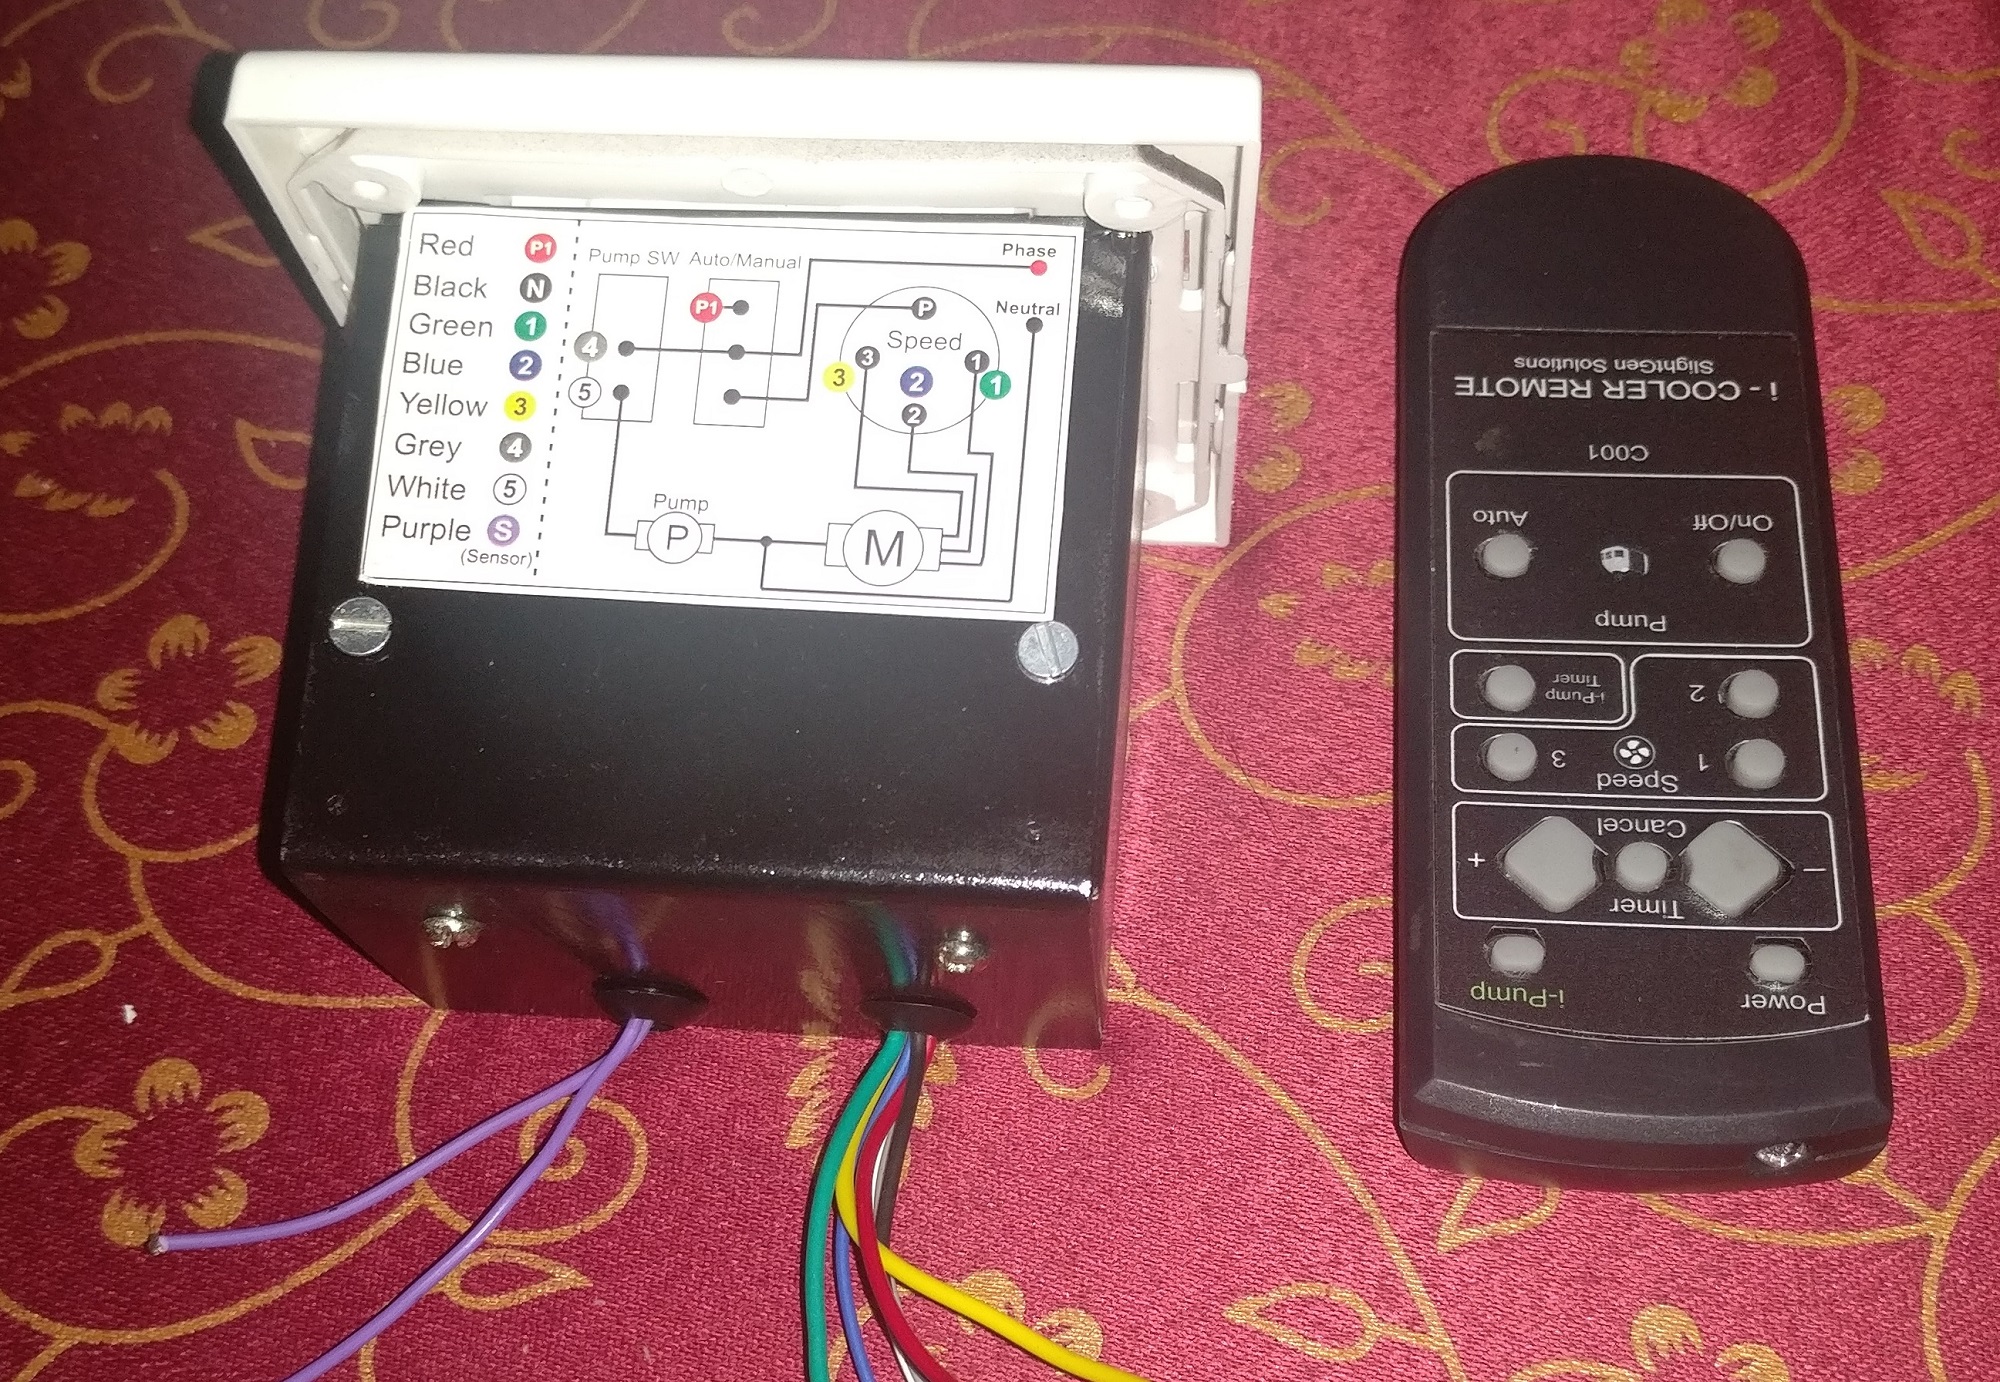 Red P1
Black N
Green 1
Blue 2
Yellow 3
Grey 4
White 5
Purple S
(Sensor)
Pump SW Auto/Manual
Phase
P1
P
Neutral
Speed
4
3
3
1
1
2
2
5
Pump
P
M
Power i-Pump
Timer
- +
Cancel
Speed
1 3
2 i-Pump
Timer
Pump
On/Off Auto
C001
i - COOLER REMOTE
SlightGen Solutions